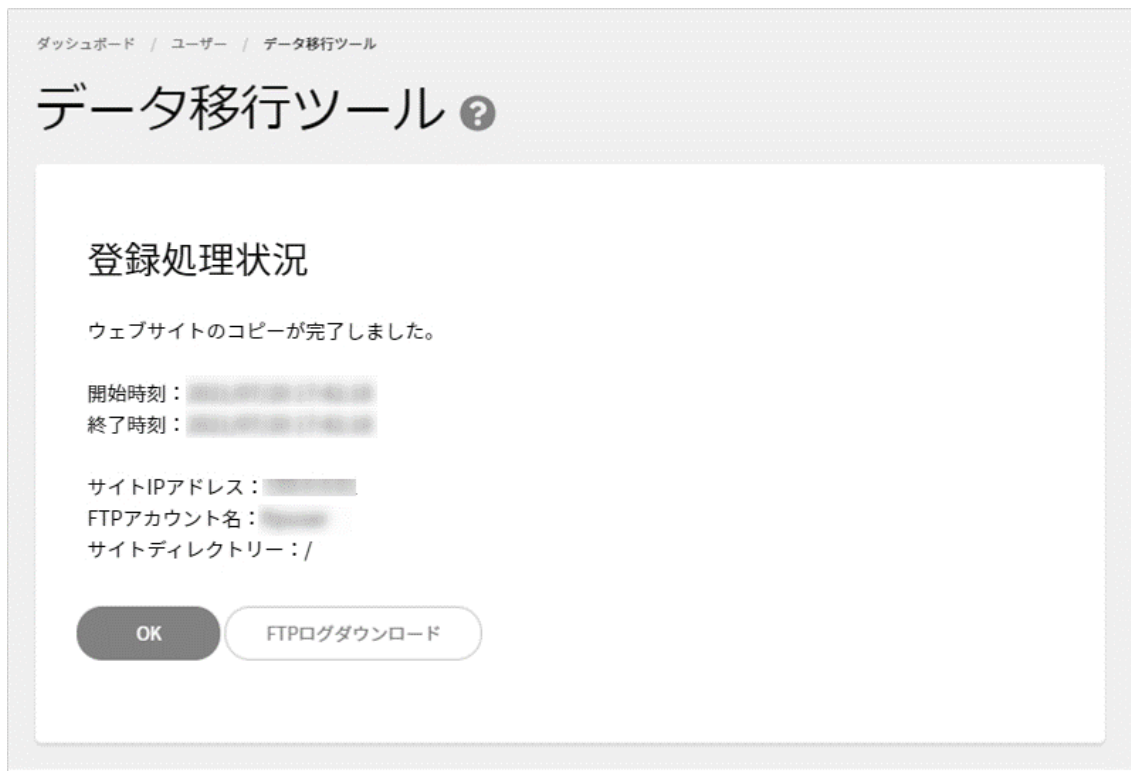 ダッシュボード / ユーザー / データ移行ツール
データ移行ツール ?
登録処理状況
ウェブサイトのコピーが完了しました。
開始時刻：
終了時刻：
サイトIPアドレス：
FTPアカウント名：
サイトディレクトリー：/
OK
FTPログダウンロード